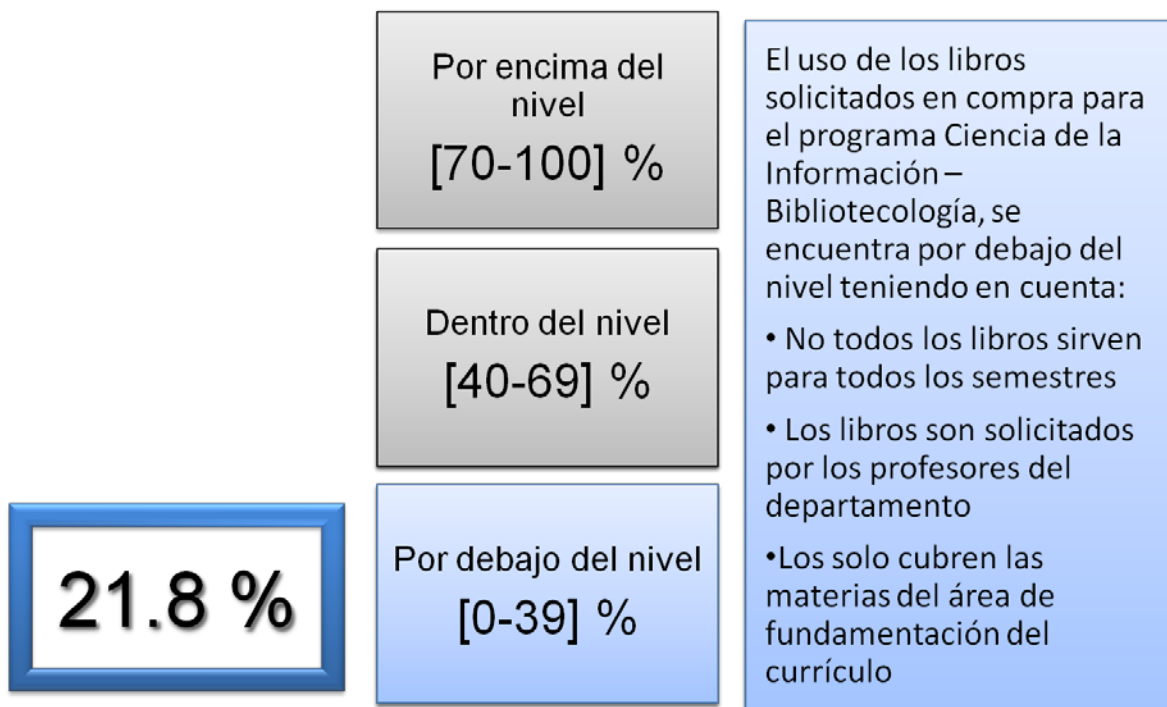 Por encima del
nivel
[70-100] %
Dentro del nivel
[40-69] %
21.8 %
Por debajo del nivel
[0-39] %
El uso de los libros
solicitados en compra para
el programa Ciencia de la
Información –
Bibliotecología, se
encuentra por debajo del
nivel teniendo en cuenta:
• No todos los libros sirven
para todos los semestres
• Los libros son solicitados
por los profesores del
departamento
•Los solo cubren las
materias del área de
fundamentación del
currículo